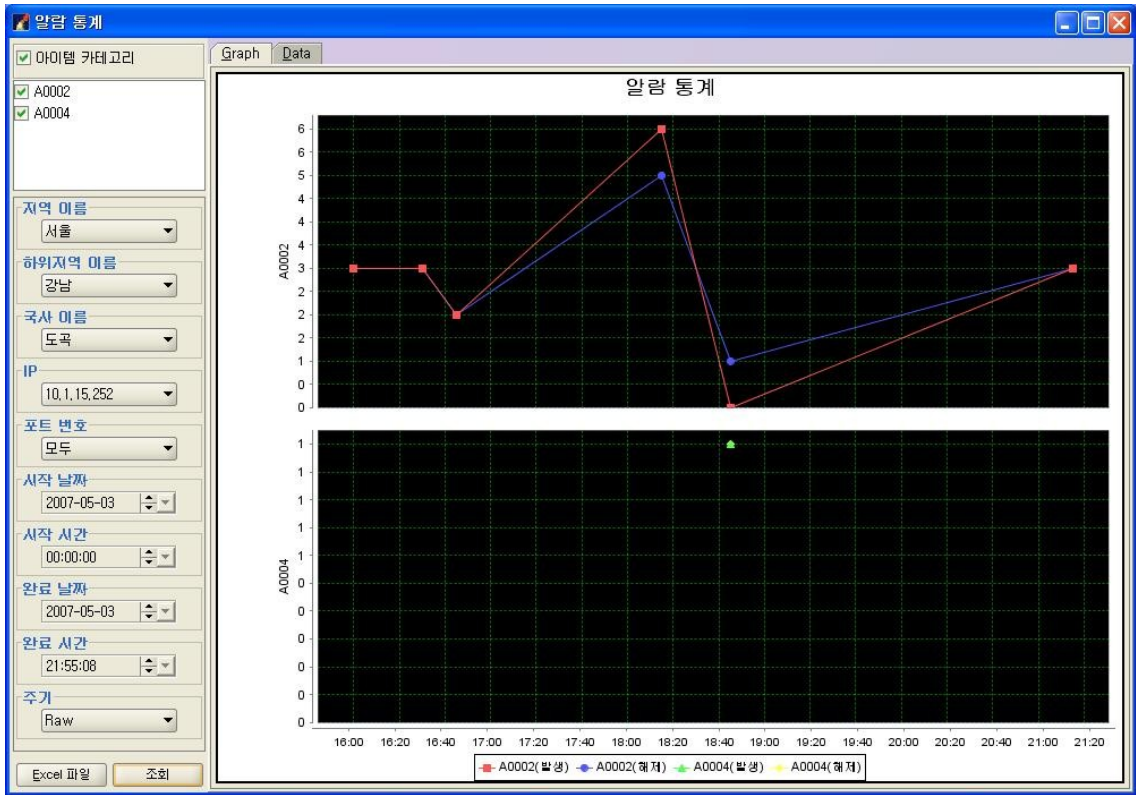 알람 통계
아이템 카테고리
A0002
A0004
지역 이름
서울
하위지역 이름
강남
국사 이름
도곡
IP
10,1,15,252
포트 번호
모두
시작 날짜
2007-05-03
시작 시간
00:00:00
완료 날짜
2007-05-03
완료 시간
21:55:08
주기
Raw
Excel 파일 조회
Graph Data
알람 통계
6
6
5
4
4
4
3
2
2
2
1
0
0
A0002
1
1
1
1
1
0
0
0
0
0
0
A0004
16:00 16:20 16:40 17:00 17:20 17:40 18:00 18:20 18:40 19:00 19:20 19:40 20:00 20:20 20:40 21:00 21:20
A0002(발생) A0002(해제) A0004(발생) A0004(해제)